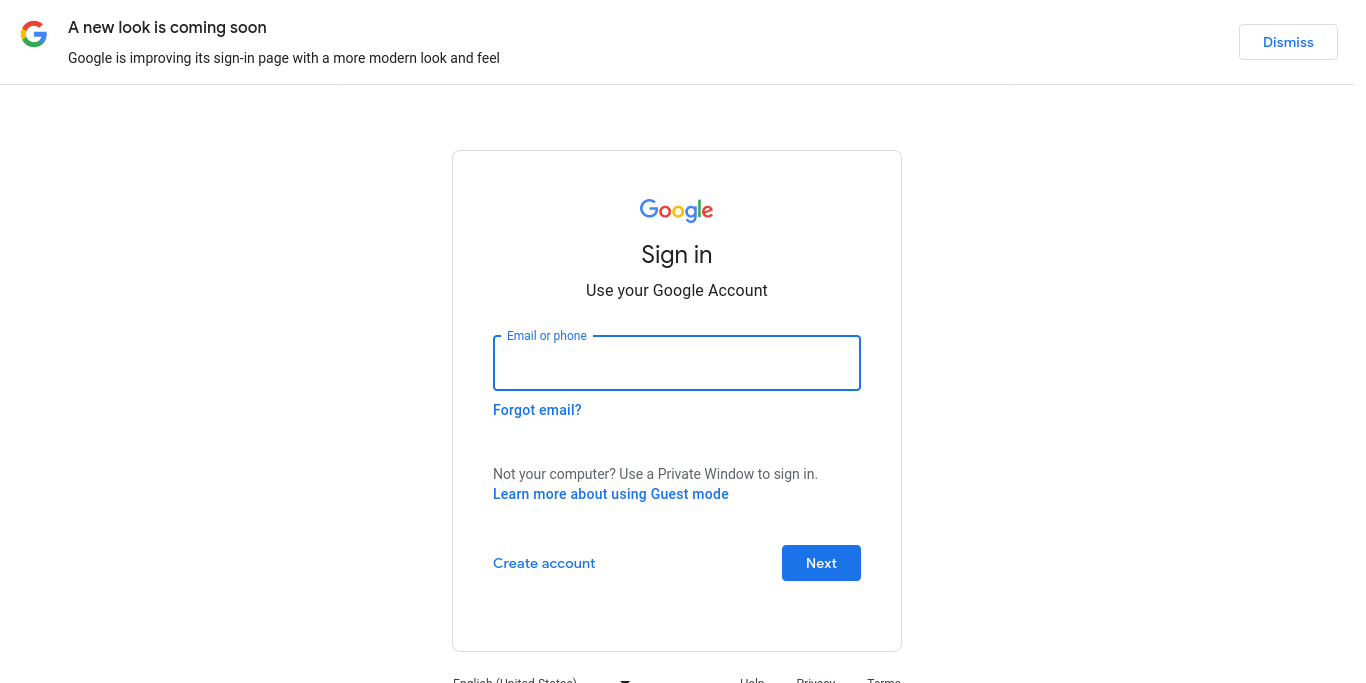 A new look is coming soon
Google is improving its sign-in page with a more modern look and feel
Dismiss
Google
Sign in
Use your Google Account
Email or phone
Forgot email?
Not your computer? Use a Private Window to sign in.
Learn more about using Guest mode
Create account
Next
English (United States)
Help
Privacy
Terms